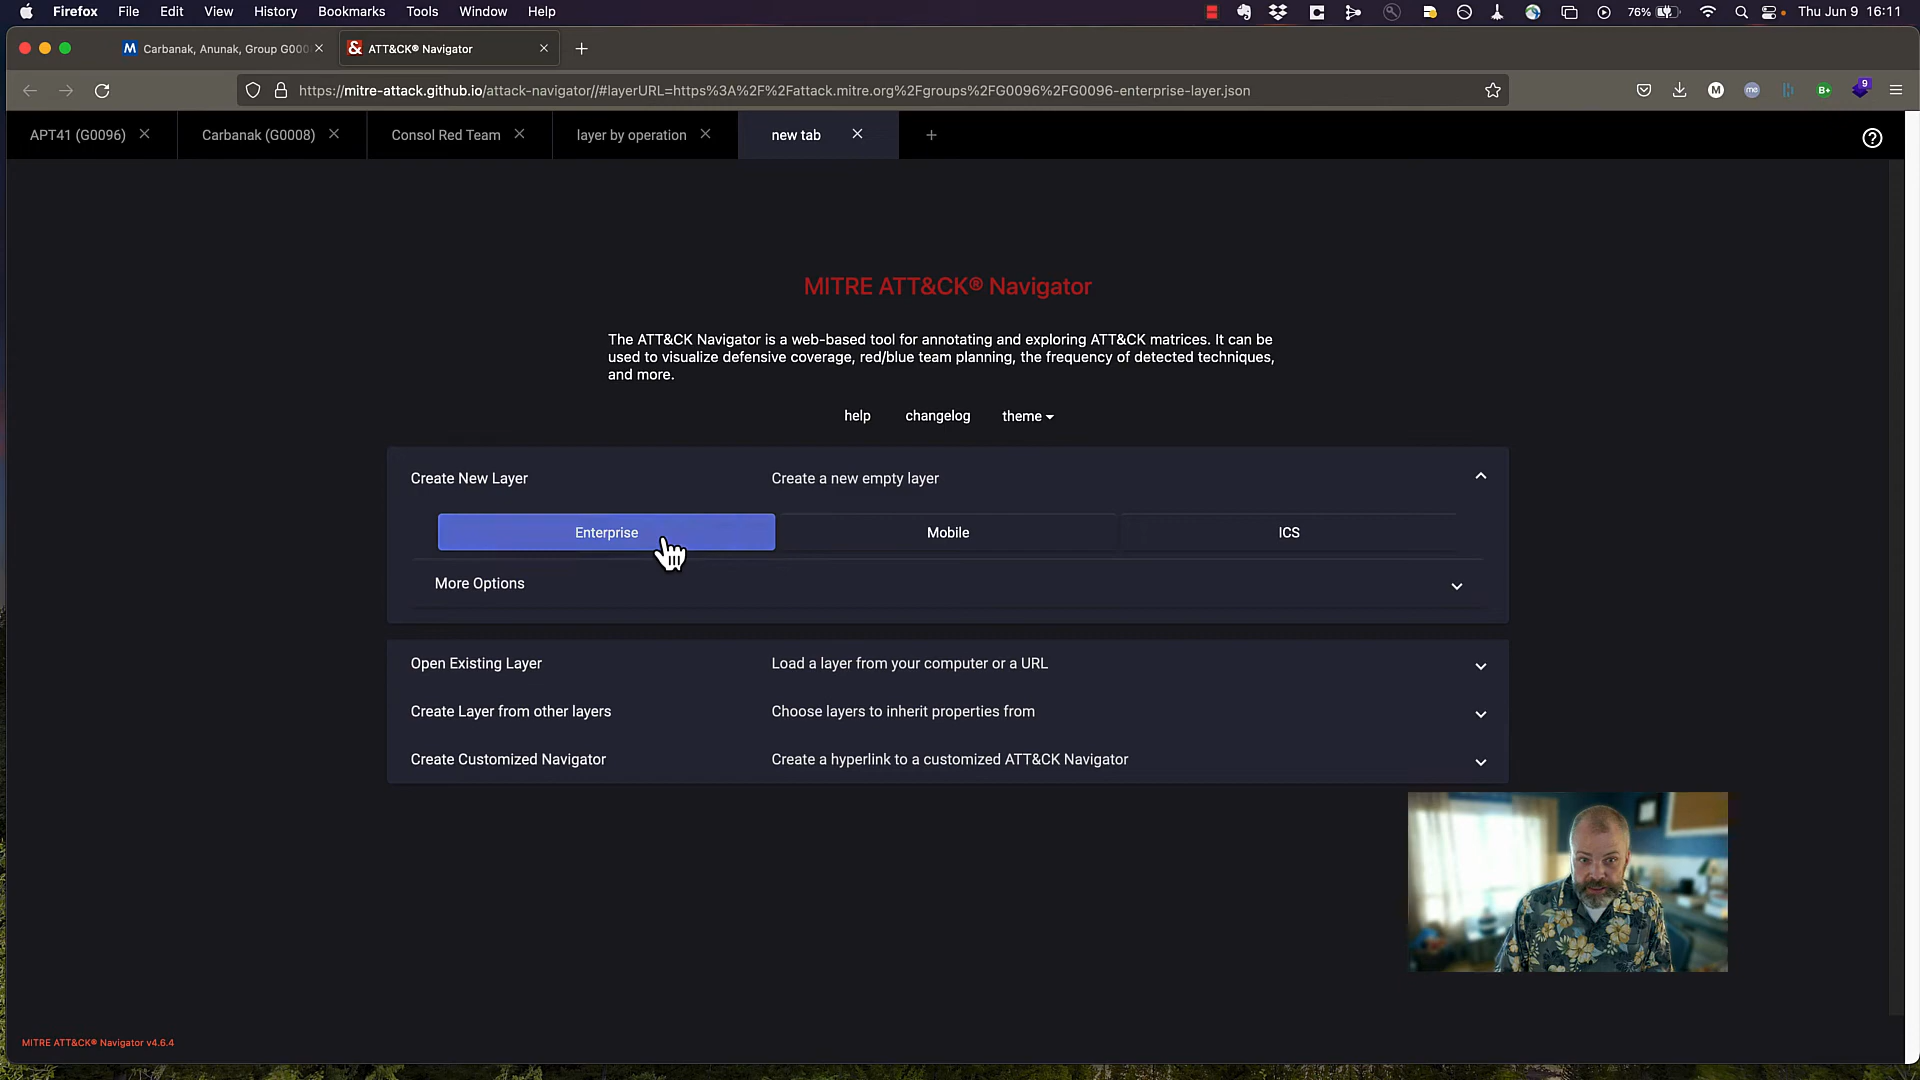 Firefox File Edit View History Bookmarks Tools Window Help 9 76% Thu Jun 9 16:11
M Carbanak, Anunak, Group G000 & ATT&CK® Navigator
https://mitre-attack.github.io/attack-navigator//#layerURL=https%3A%2F%2Fattack.mitre.org%2Fgroups%2FG0096%2FG0096-enterprise-layer.json M me B+
APT41 (G0096) Carbanak (G0008) Consol Red Team layer by operation new tab ?
MITRE ATT&CK® Navigator
The ATT&CK Navigator is a web-based tool for annotating and exploring ATT&CK matrices. It can be
used to visualize defensive coverage, red/blue team planning, the frequency of detected techniques,
and more.
help changelog theme
Create New Layer Create a new empty layer
Enterprise Mobile ICS
More Options
Open Existing Layer Load a layer from your computer or a URL
Create Layer from other layers Choose layers to inherit properties from
Create Customized Navigator Create a hyperlink to a customized ATT&CK Navigator
MITRE ATT&CK® Navigator v4.6.4